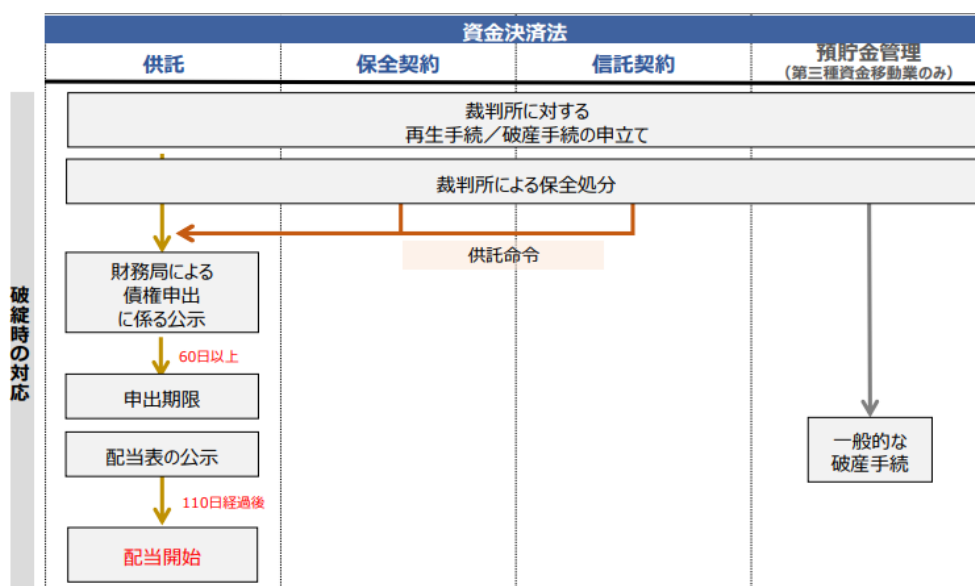 資金決済法
供託
保全契約
信託契約
預貯金管理
（第三種資金移動業のみ）
破綻時の対応
裁判所に対する
再生手続／破産手続の申立て
裁判所による保全処分
供託命令
財務局による
債権申出
に係る公示
60日以上
申出期限
配当表の公示
110日経過後
配当開始
一般的な
破産手続